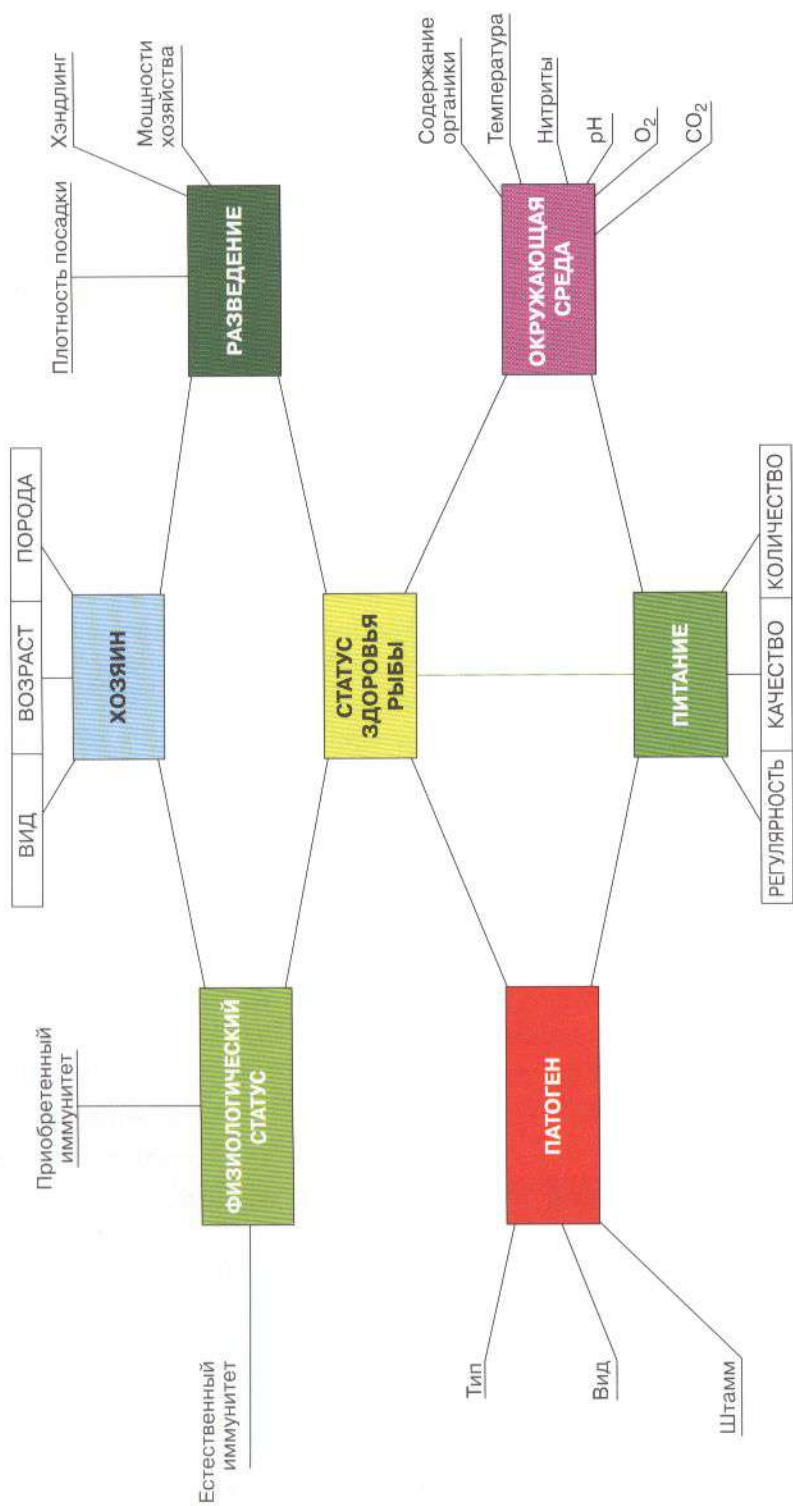 ВИД
ВОЗРАСТ
ПОРОДА
ХОЗЯИН
Приобретенный
иммунитет
Естественный
иммунитет
ФИЗИОЛОГИЧЕСКИЙ
СТАТУС
Плотность посадки
Хэндлинг
Мощности
хозяйства
РАЗВЕДЕНИЕ
СТАТУС
ЗДОРОВЬЯ
РЫБЫ
Тип
Вид
Штамм
ПАТОГЕН
ОКРУЖАЮЩАЯ
СРЕДА
Содержание
органики
Температура
Нитриты
pH
O₂
CO₂
ПИТАНИЕ
РЕГУЛЯРНОСТЬ
КАЧЕСТВО
КОЛИЧЕСТВО